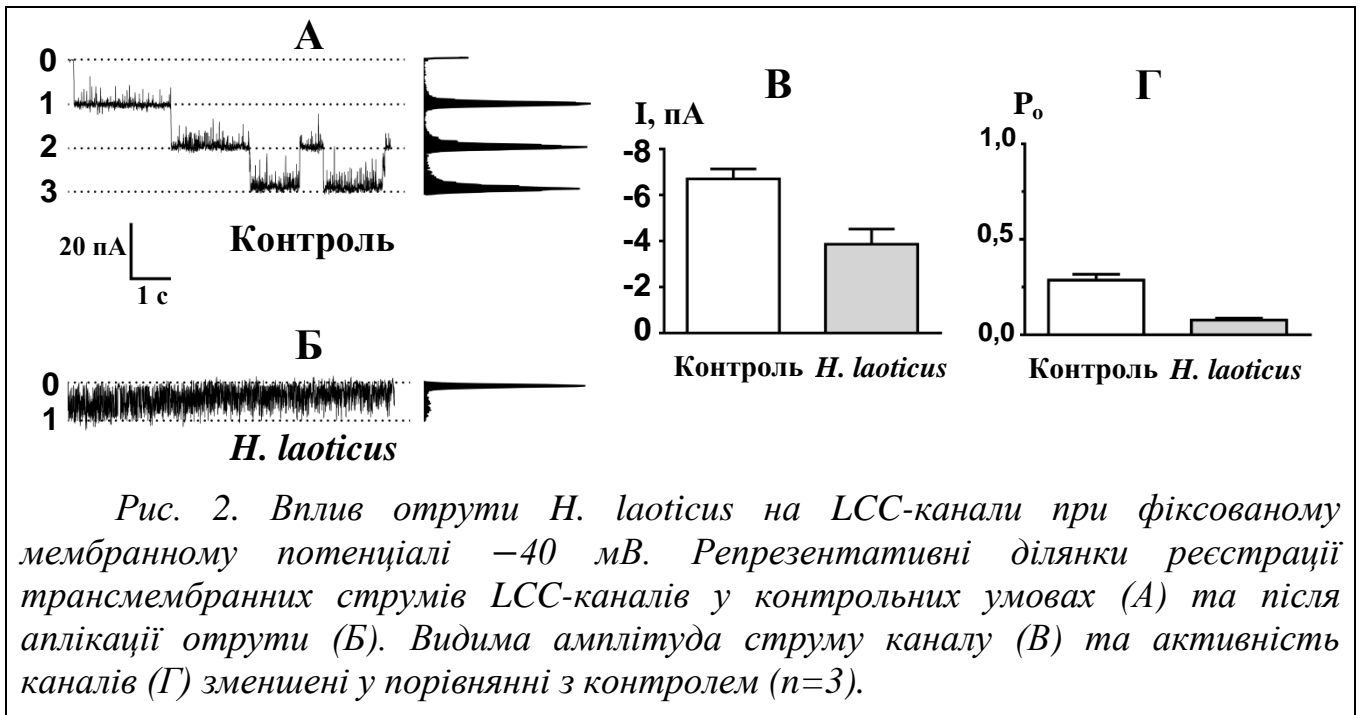 А
0
1
2
3
20 пА
1 с
Контроль
Б
0
1
H. laoticus
В
I, пА
-8
-6
-4
-2
0
Контроль H. laoticus
Г
Pо
1,0
0,5
0,0
Контроль H. laoticus
Рис. 2. Вплив отрути H. laoticus на LCC-канали при фіксованому
мембранному потенціалі −40 мВ. Репрезентативні ділянки реєстрації
трансмембранних струмів LCC-каналів у контрольних умовах (А) та після
аплікації отрути (Б). Видима амплітуда струму каналу (В) та активність
каналів (Г) зменшені у порівнянні з контролем (n=3).